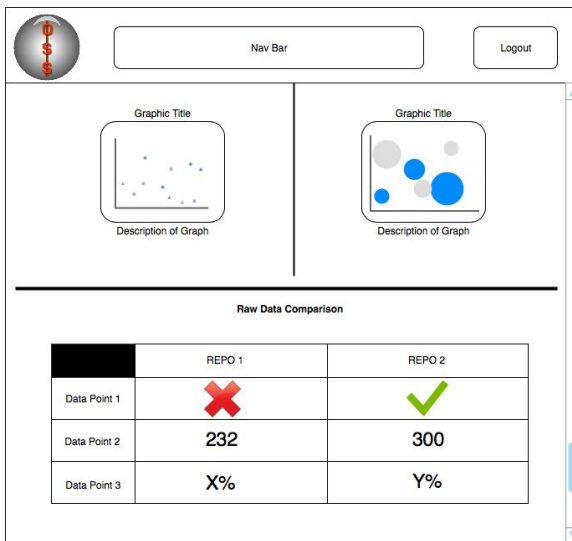 D
S
S
Nav Bar
Logout
Graphic Title
Graphic Title
Description of Graph
Description of Graph
Raw Data Comparison
REPO 1
REPO 2
Data Point 1
Data Point 2
232
300
Data Point 3
X%
Y%